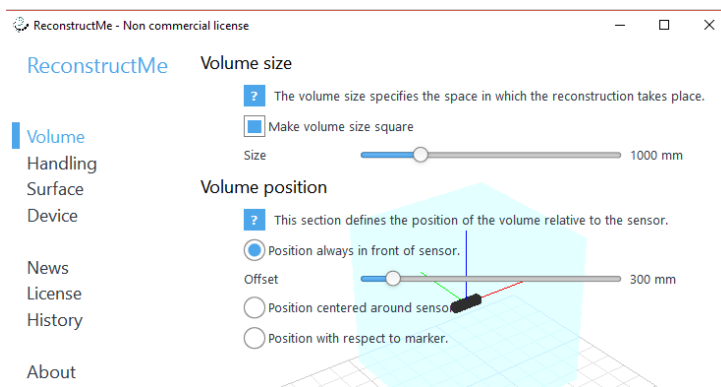 ReconstructMe - Non commercial license
ReconstructMe
Volume
Handling
Surface
Device
News
License
History
About
Volume size
? The volume size specifies the space in which the reconstruction takes place.
Make volume size square
Size 1000 mm
Volume position
? This section defines the position of the volume relative to the sensor.
Position always in front of sensor.
Offset 300 mm
Position centered around sensor
Position with respect to marker.